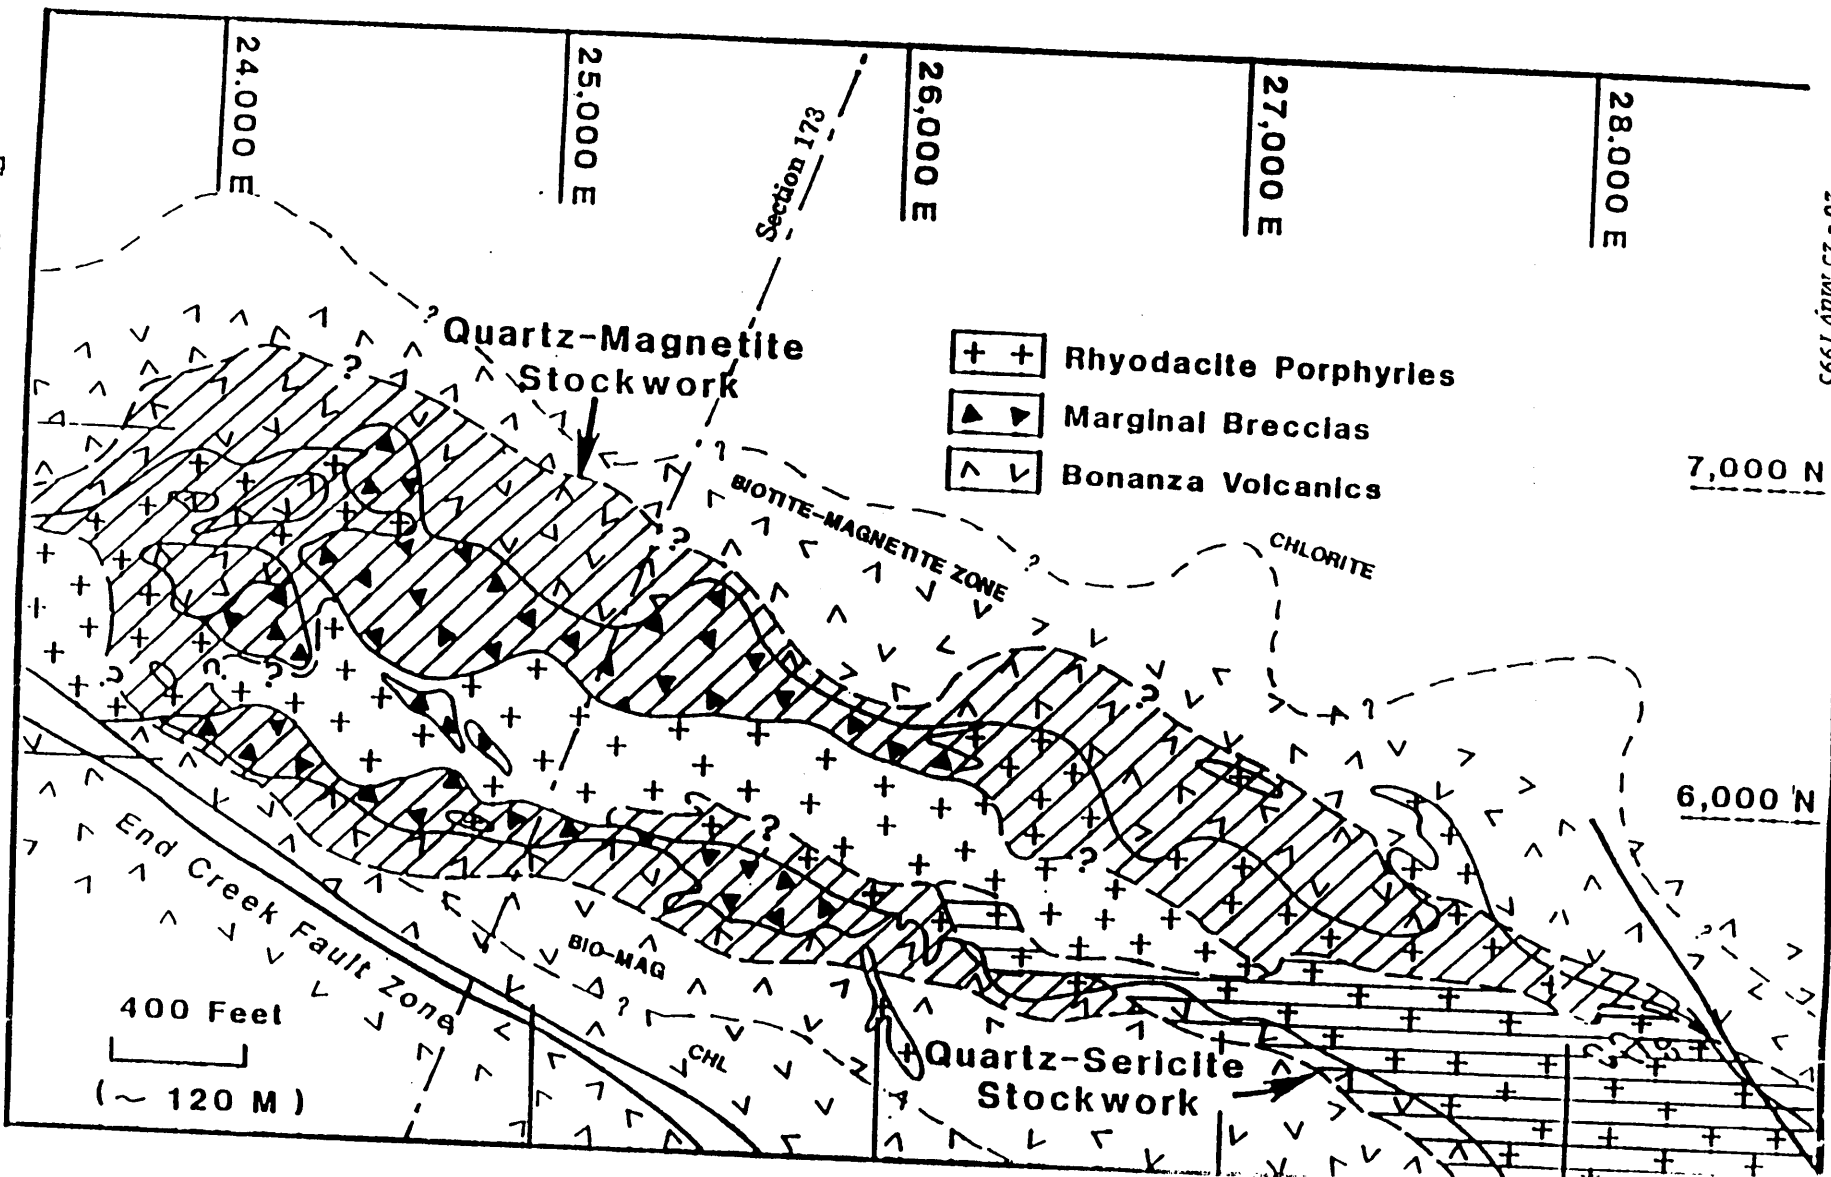 24.000 E
25,000 E
26,000 E
27,000 E
28.000 E
Section 173
Quartz-Magnetite
Stockwork
Rhyodacite Porphyries
Marginal Breccias
Bonanza Volcanics
7,000 N
6,000 N
BIOTITE-MAGNETITE ZONE
CHLORITE
End Creek Fault Zone
BIO-MAG
CHL
400 Feet
(~ 120 M)
Quartz-Sericite
Stockwork
?
?
?
?
?
?
?
?
?
?
?
?
?